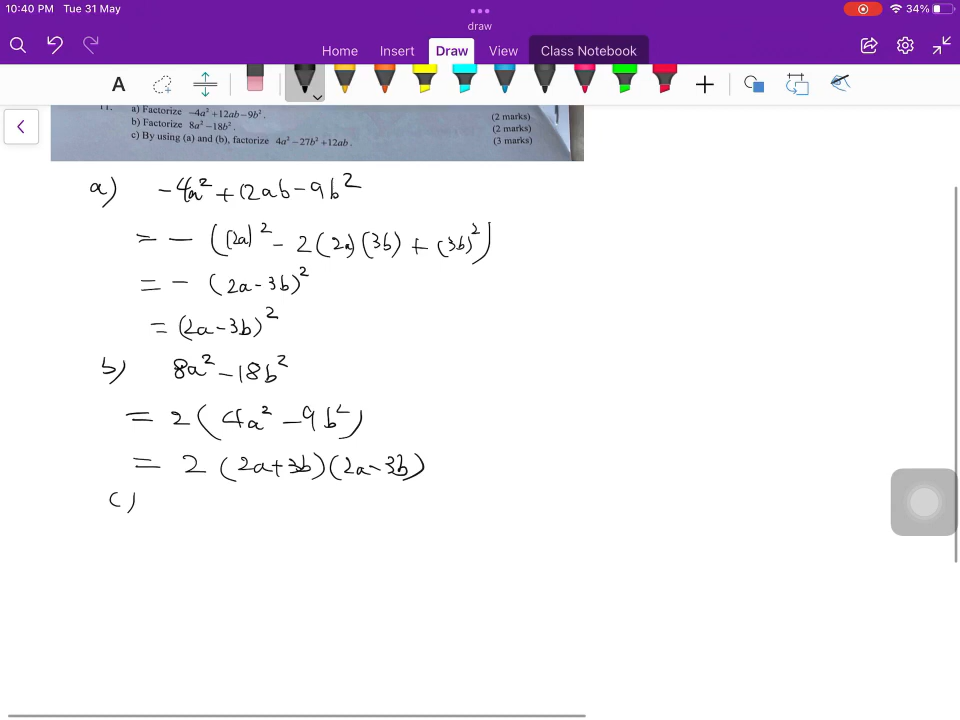 10:40 PM Tue 31 May
34%
draw
Home Insert Draw View Class Notebook
A
11. a) Factorize -4a² +12ab-9b². (2 marks)
b) Factorize 8a² -18b². (2 marks)
c) By using (a) and (b), factorize 4a² -27b² +12ab. (3 marks)
a) -4a² + 12ab - 9b²
= - ((2a)² - 2(2a)(3b) + (3b)²)
= - (2a - 3b)²
= (2a - 3b)²
b) 8a² - 18b²
= 2(4a² - 9b²)
= 2(2a+3b)(2a-3b)
c)